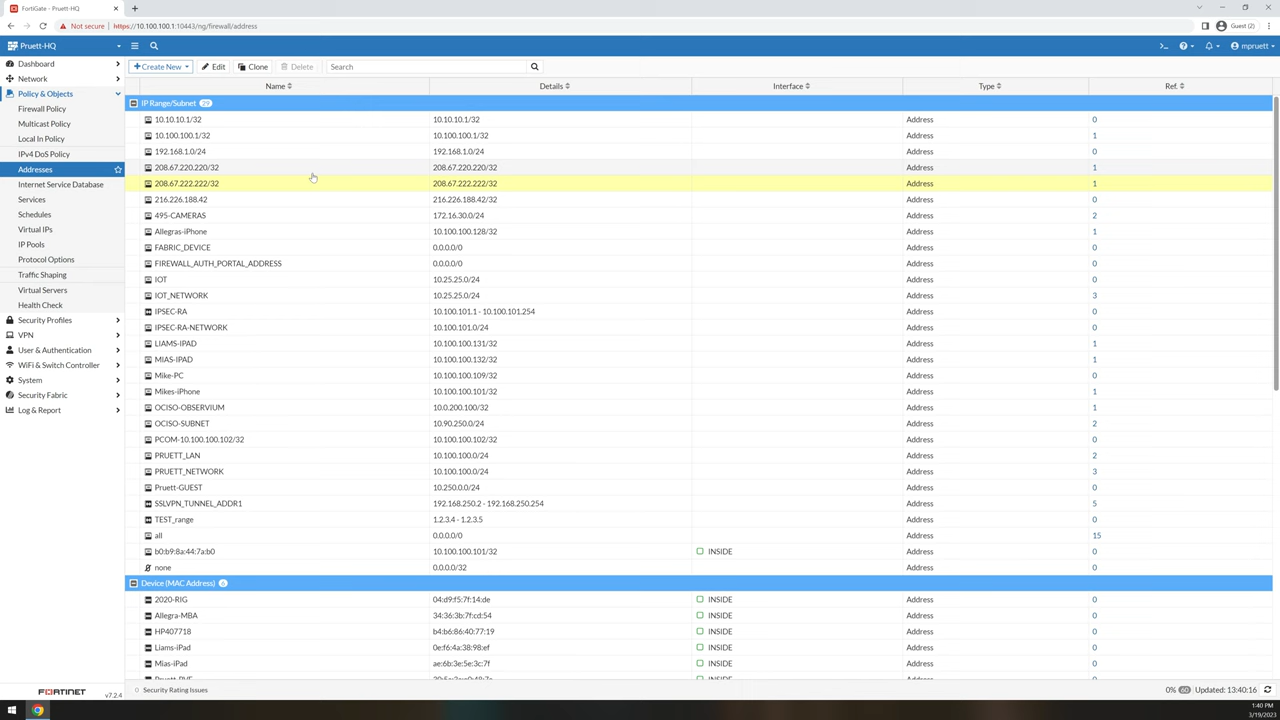 FortiGate - Pruett-HQ
Not secure | https://10.100.100.1:10443/ng/firewall/address
Guest (2)
Pruett-HQ
mpruett
Dashboard
Network
Policy & Objects
Firewall Policy
Multicast Policy
Local In Policy
IPv4 DoS Policy
Addresses
Internet Service Database
Services
Schedules
Virtual IPs
IP Pools
Protocol Options
Traffic Shaping
Virtual Servers
Health Check
Security Profiles
VPN
User & Authentication
WiFi & Switch Controller
System
Security Fabric
Log & Report
FORTINET v7.2.4
+ Create New Edit Clone Delete Search
Name Details Interface Type Ref.
IP Range/Subnet 29
10.10.10.1/32 10.10.10.1/32 Address 0
10.100.100.1/32 10.100.100.1/32 Address 1
192.168.1.0/24 192.168.1.0/24 Address 0
208.67.220.220/32 208.67.220.220/32 Address 1
208.67.222.222/32 208.67.222.222/32 Address 1
216.226.188.42 216.226.188.42/32 Address 0
495-CAMERAS 172.16.30.0/24 Address 2
Allegras-iPhone 10.100.100.128/32 Address 1
FABRIC_DEVICE 0.0.0.0/0 Address 0
FIREWALL_AUTH_PORTAL_ADDRESS 0.0.0.0/0 Address 0
IOT 10.25.25.0/24 Address 0
IOT_NETWORK 10.25.25.0/24 Address 3
IPSEC-RA 10.100.101.1 - 10.100.101.254 Address 0
IPSEC-RA-NETWORK 10.100.101.0/24 Address 0
LIAMS-IPAD 10.100.100.131/32 Address 1
MIAS-IPAD 10.100.100.132/32 Address 1
Mike-PC 10.100.100.109/32 Address 0
Mikes-iPhone 10.100.100.101/32 Address 1
OCISO-OBSERVIUM 10.0.200.100/32 Address 1
OCISO-SUBNET 10.90.250.0/24 Address 2
PCOM-10.100.100.102/32 10.100.100.102/32 Address 0
PRUETT_LAN 10.100.100.0/24 Address 2
PRUETT_NETWORK 10.100.100.0/24 Address 3
Pruett-GUEST 10.250.0.0/24 Address 0
SSLVPN_TUNNEL_ADDR1 192.168.250.2 - 192.168.250.254 Address 5
TEST_range 1.2.3.4 - 1.2.3.5 Address 0
all 0.0.0.0/0 Address 15
b0:b9:8a:44:7a:b0 10.100.100.101/32 INSIDE Address 0
none 0.0.0.0/32 Address 0
Device (MAC Address) 6
2020-RIG 04:d9:f5:7f:14:de INSIDE Address 0
Allegra-MBA 34:36:3b:7f:cd:54 INSIDE Address 0
HP407718 b4:b6:86:40:77:19 INSIDE Address 0
Liams-iPad 0e:f6:4a:38:98:ef INSIDE Address 0
Mias-iPad ae:6b:3e:5e:3c:7f INSIDE Address 0
0 Security Rating Issues 0% 60 Updated: 13:40:16
1:40 PM
3/19/2023